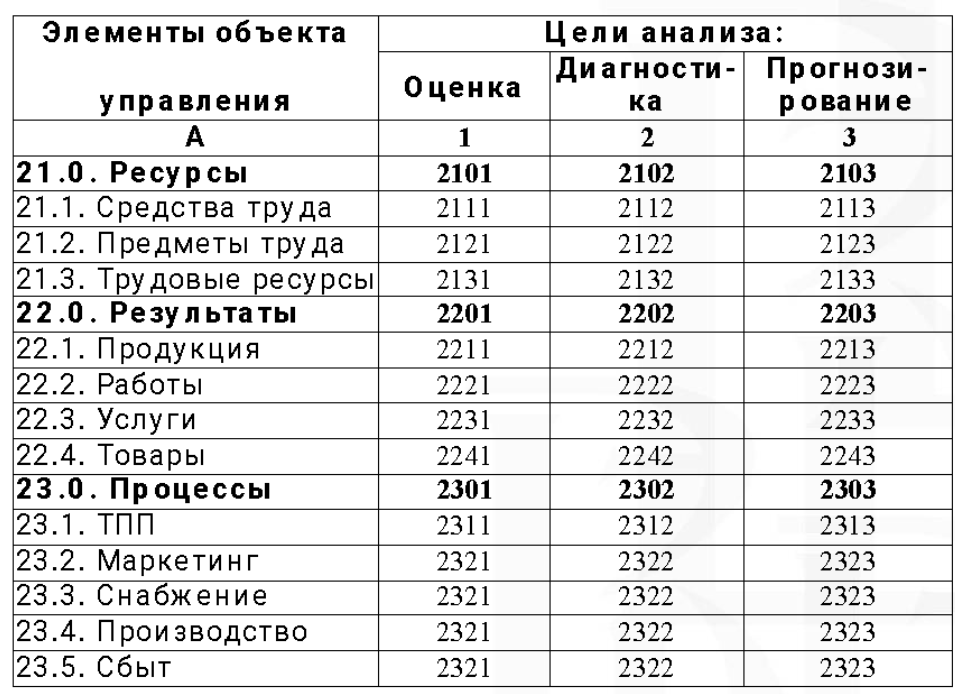 Элементы объекта управления Цели анализа:
Оценка Диагности-ка Прогнози-рование
А 1 2 3
21.0. Ресурсы 2101 2102 2103
21.1. Средства труда 2111 2112 2113
21.2. Предметы труда 2121 2122 2123
21.3. Трудовые ресурсы 2131 2132 2133
22.0. Результаты 2201 2202 2203
22.1. Продукция 2211 2212 2213
22.2. Работы 2221 2222 2223
22.3. Услуги 2231 2232 2233
22.4. Товары 2241 2242 2243
23.0. Процессы 2301 2302 2303
23.1. ТПП 2311 2312 2313
23.2. Маркетинг 2321 2322 2323
23.3. Снабжение 2321 2322 2323
23.4. Производство 2321 2322 2323
23.5. Сбыт 2321 2322 2323